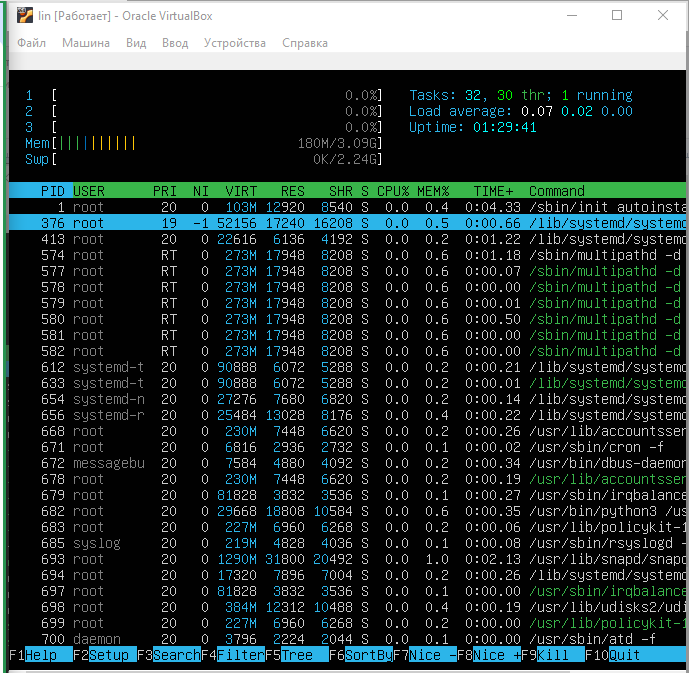 lin [Работает] - Oracle VirtualBox
Файл Машина Вид Ввод Устройства Справка
1 [ 0.0%] Tasks: 32, 30 thr; 1 running
2 [ 0.0%] Load average: 0.07 0.02 0.00
3 [ 0.0%] Uptime: 01:29:41
Mem[|||||||||| 180M/3.09G]
Swp[ 0K/2.24G]
PID USER PRI NI VIRT RES SHR S CPU% MEM% TIME+ Command
1 root 20 0 103M 12920 8540 S 0.0 0.4 0:04.33 /sbin/init autoinsta
376 root 19 -1 52156 17240 16208 S 0.0 0.5 0:00.66 /lib/systemd/systemd
413 root 20 0 22616 6136 4192 S 0.0 0.2 0:01.22 /lib/systemd/systemd
574 root RT 0 273M 17948 8208 S 0.0 0.6 0:01.18 /sbin/multipathd -d
577 root RT 0 273M 17948 8208 S 0.0 0.6 0:00.07 /sbin/multipathd -d
578 root RT 0 273M 17948 8208 S 0.0 0.6 0:00.00 /sbin/multipathd -d
579 root RT 0 273M 17948 8208 S 0.0 0.6 0:00.01 /sbin/multipathd -d
580 root RT 0 273M 17948 8208 S 0.0 0.6 0:00.50 /sbin/multipathd -d
581 root RT 0 273M 17948 8208 S 0.0 0.6 0:00.00 /sbin/multipathd -d
582 root RT 0 273M 17948 8208 S 0.0 0.6 0:00.00 /sbin/multipathd -d
612 systemd-t 20 0 90888 6072 5288 S 0.0 0.2 0:00.21 /lib/systemd/systemd
633 systemd-t 20 0 90888 6072 5288 S 0.0 0.2 0:00.01 /lib/systemd/systemd
654 systemd-n 20 0 27276 7680 6820 S 0.0 0.2 0:00.14 /lib/systemd/systemd
656 systemd-r 20 0 25484 13028 8176 S 0.0 0.4 0:00.22 /lib/systemd/systemd
668 root 20 0 230M 7448 6620 S 0.0 0.2 0:00.26 /usr/lib/accountsser
671 root 20 0 6816 2936 2732 S 0.0 0.1 0:00.02 /usr/sbin/cron -f
672 messagebu 20 0 7584 4880 4092 S 0.0 0.2 0:00.34 /usr/bin/dbus-daemon
678 root 20 0 230M 7448 6620 S 0.0 0.2 0:00.19 /usr/lib/accountsser
679 root 20 0 81828 3832 3536 S 0.0 0.1 0:00.27 /usr/sbin/irqbalance
682 root 20 0 29668 18808 10584 S 0.0 0.6 0:00.35 /usr/bin/python3 /us
683 root 20 0 227M 6960 6268 S 0.0 0.2 0:00.06 /usr/lib/policykit-1
685 syslog 20 0 219M 4828 4036 S 0.0 0.1 0:00.08 /usr/sbin/rsyslogd -
693 root 20 0 1290M 31800 20492 S 0.0 1.0 0:02.13 /usr/lib/snapd/snapd
694 root 20 0 17320 7896 7004 S 0.0 0.2 0:00.26 /lib/systemd/systemd
697 root 20 0 81828 3832 3536 S 0.0 0.1 0:00.00 /usr/sbin/irqbalance
698 root 20 0 384M 12312 10488 S 0.0 0.4 0:00.19 /usr/lib/udisks2/udi
699 root 20 0 227M 6960 6268 S 0.0 0.2 0:00.00 /usr/lib/policykit-1
700 daemon 20 0 3796 2224 2044 S 0.0 0.1 0:00.00 /usr/sbin/atd -f
F1Help F2Setup F3SearchF4FilterF5Tree F6SortByF7Nice -F8Nice +F9Kill F10Quit